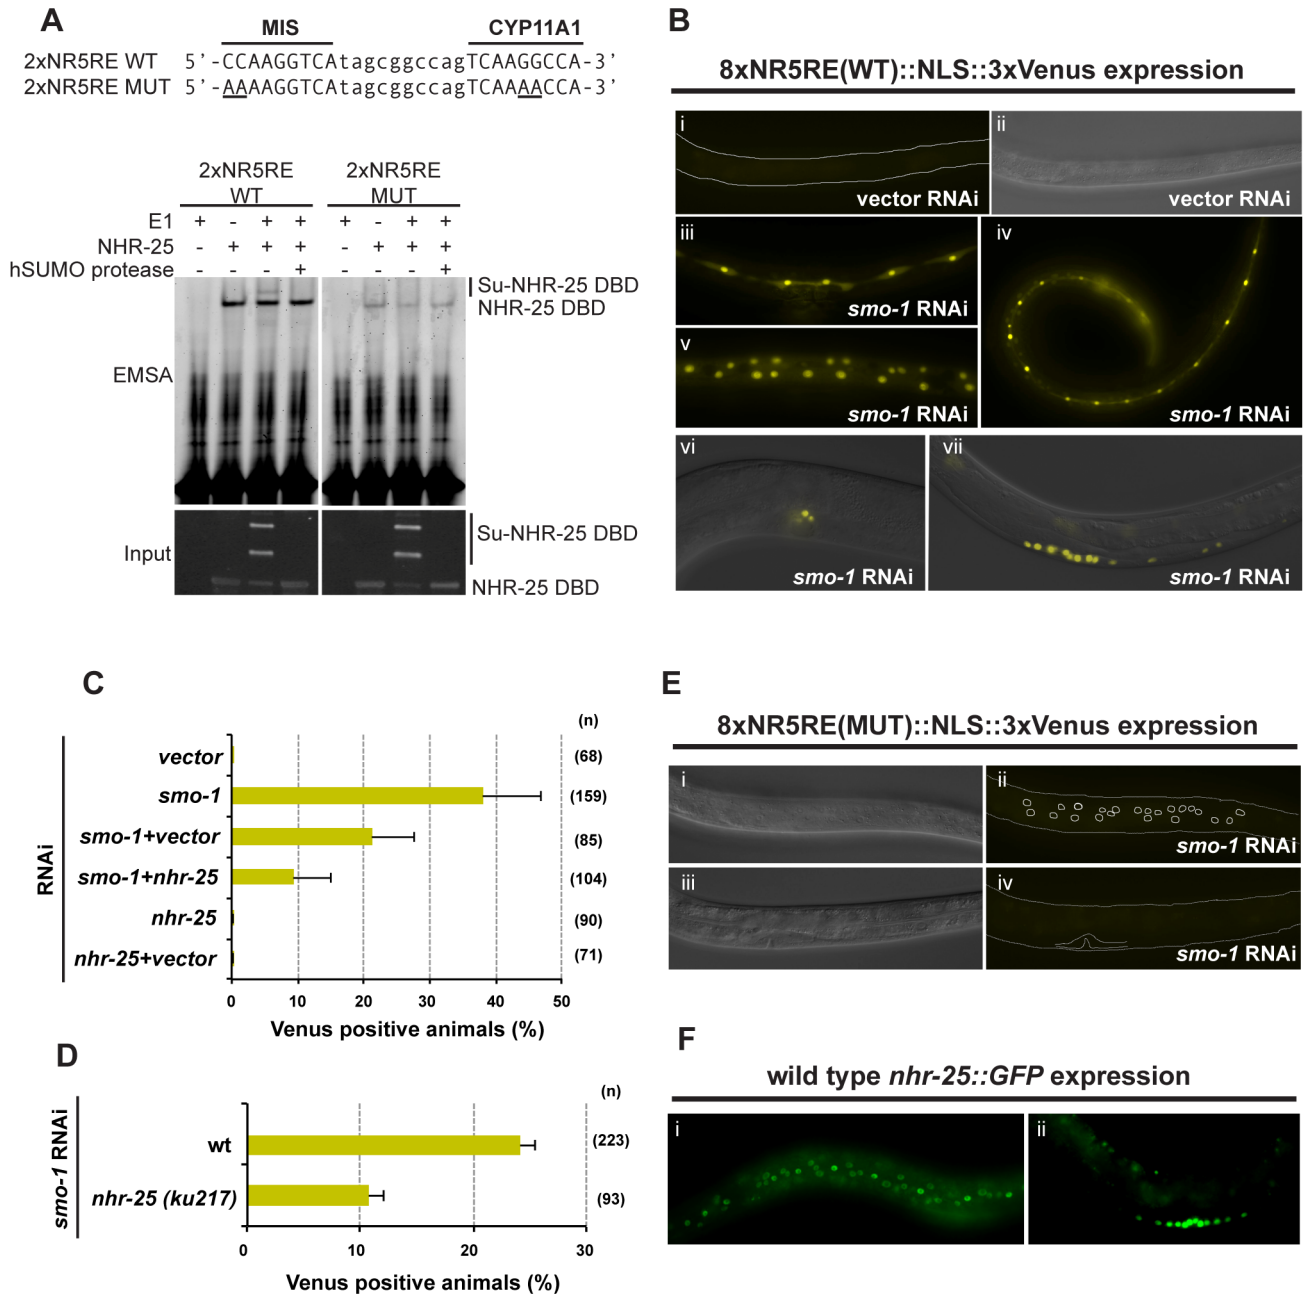 A
MIS CYP11A1
2xNR5RE WT 5'-CCAAGGTCAtagcggccagTCAAGGCCA-3'
2xNR5RE MUT 5'-AAAAGGTCAtagcggccagTCAAAACCA-3'
2xNR5RE WT
2xNR5RE MUT
E1 + - + + + - + +
NHR-25 - + + + - + + +
hSUMO protease - - - + - - - +
Su-NHR-25 DBD
NHR-25 DBD
EMSA
Input
Su-NHR-25 DBD
NHR-25 DBD
B
8xNR5RE(WT)::NLS::3xVenus expression
i
vector RNAi
ii
vector RNAi
iii
smo-1 RNAi
iv
smo-1 RNAi
v
smo-1 RNAi
vi
smo-1 RNAi
vii
smo-1 RNAi
C
(n)
RNAi
vector (68)
smo-1 (159)
smo-1+vector (85)
smo-1+nhr-25 (104)
nhr-25 (90)
nhr-25+vector (71)
0 10 20 30 40 50
Venus positive animals (%)
D
(n)
smo-1 RNAi
wt (223)
nhr-25 (ku217) (93)
0 10 20 30
Venus positive animals (%)
E
8xNR5RE(MUT)::NLS::3xVenus expression
i
ii
smo-1 RNAi
iii
iv
smo-1 RNAi
F
wild type nhr-25::GFP expression
i
ii